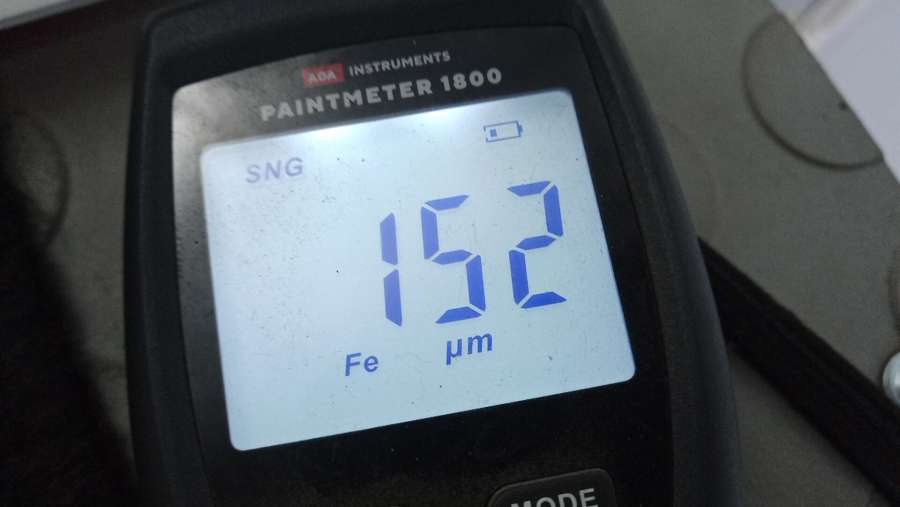 ADA INSTRUMENTS
PAINTMETER 1800
SNG
152
Fe µm
MODE